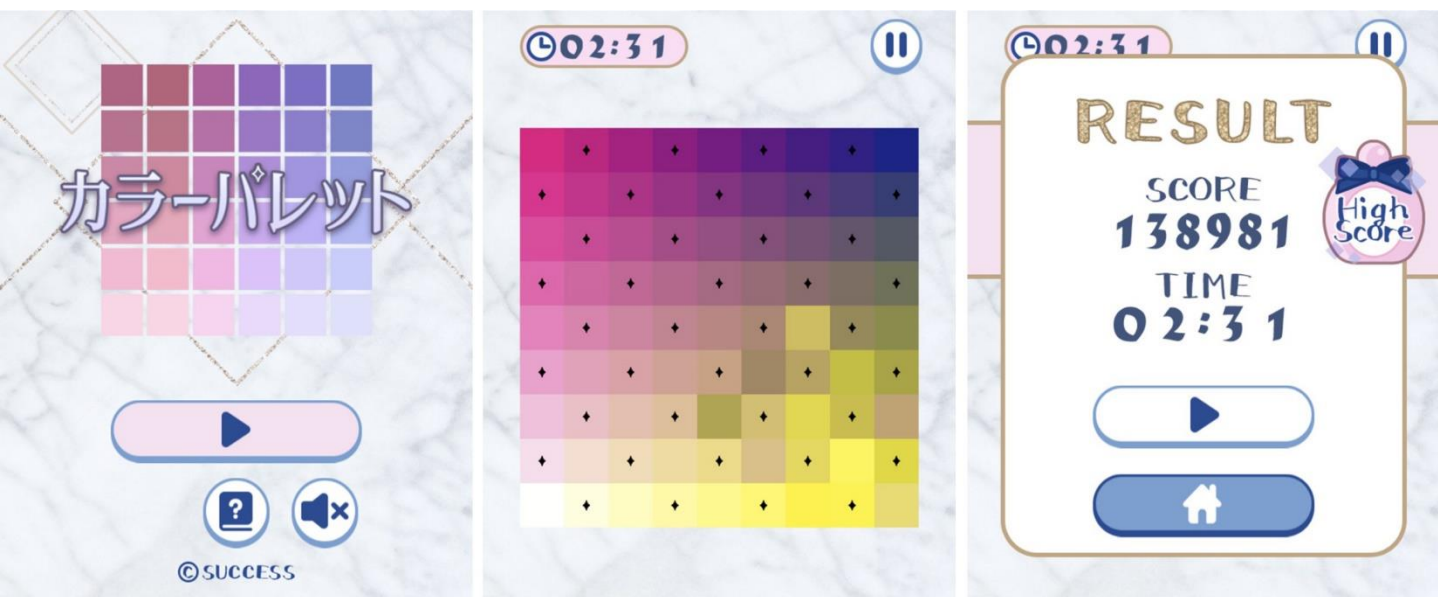 カラーパレット
©SUCCESS
02:31
02:31
RESULT
High
Score
SCORE
138981
TIME
02:31